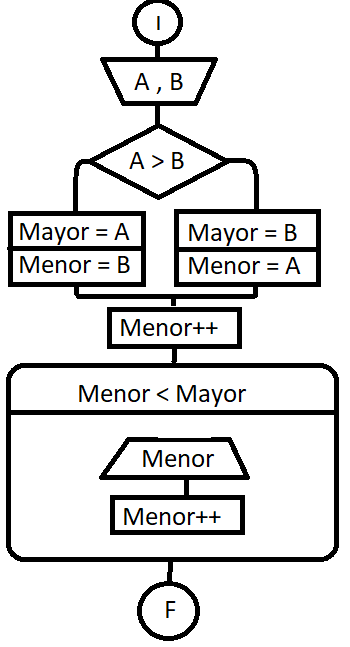 I
A , B
A > B
Mayor = A
Menor = B
Mayor = B
Menor = A
Menor++
Menor < Mayor
Menor
Menor++
F